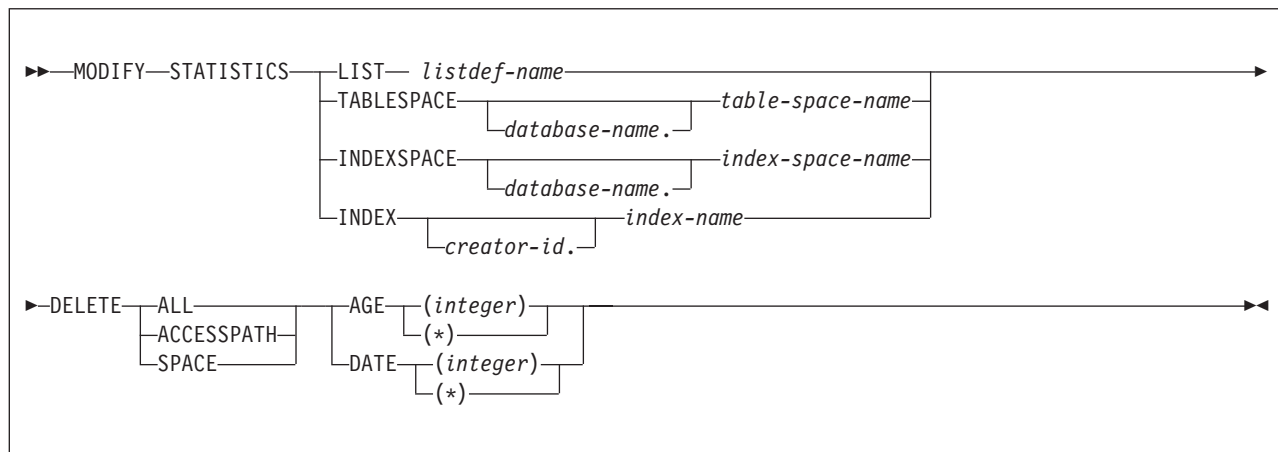 MODIFY STATISTICS LIST listdef-name
TABLESPACE database-name. table-space-name
INDEXSPACE database-name. index-space-name
INDEX creator-id. index-name
DELETE ALL AGE (integer)
ACCESSPATH (*)
SPACE DATE (integer)
(*)